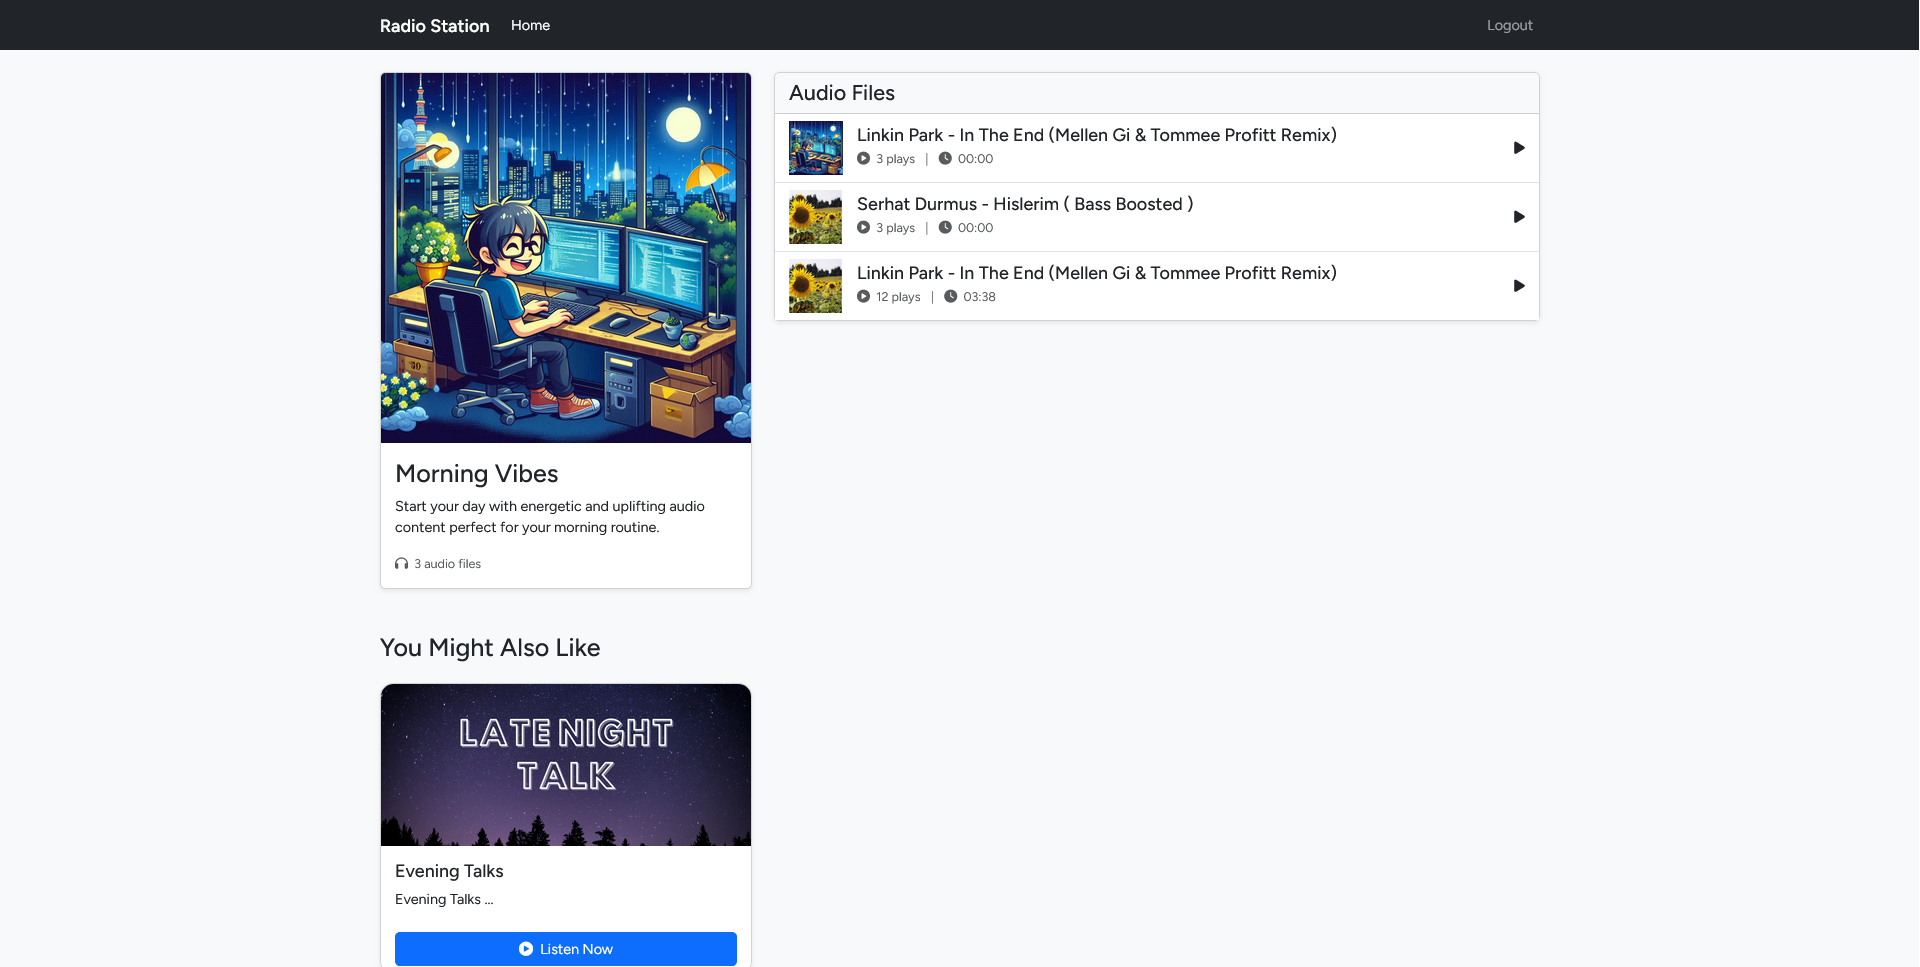 Radio Station
Home
Logout
Morning Vibes
Start your day with energetic and uplifting audio
content perfect for your morning routine.
3 audio files
Audio Files
Linkin Park - In The End (Mellen Gi & Tommee Profitt Remix)
3 plays | 00:00
Serhat Durmus - Hislerim ( Bass Boosted )
3 plays | 00:00
Linkin Park - In The End (Mellen Gi & Tommee Profitt Remix)
12 plays | 03:38
You Might Also Like
LATE NIGHT
TALK
Evening Talks
Evening Talks ...
Listen Now